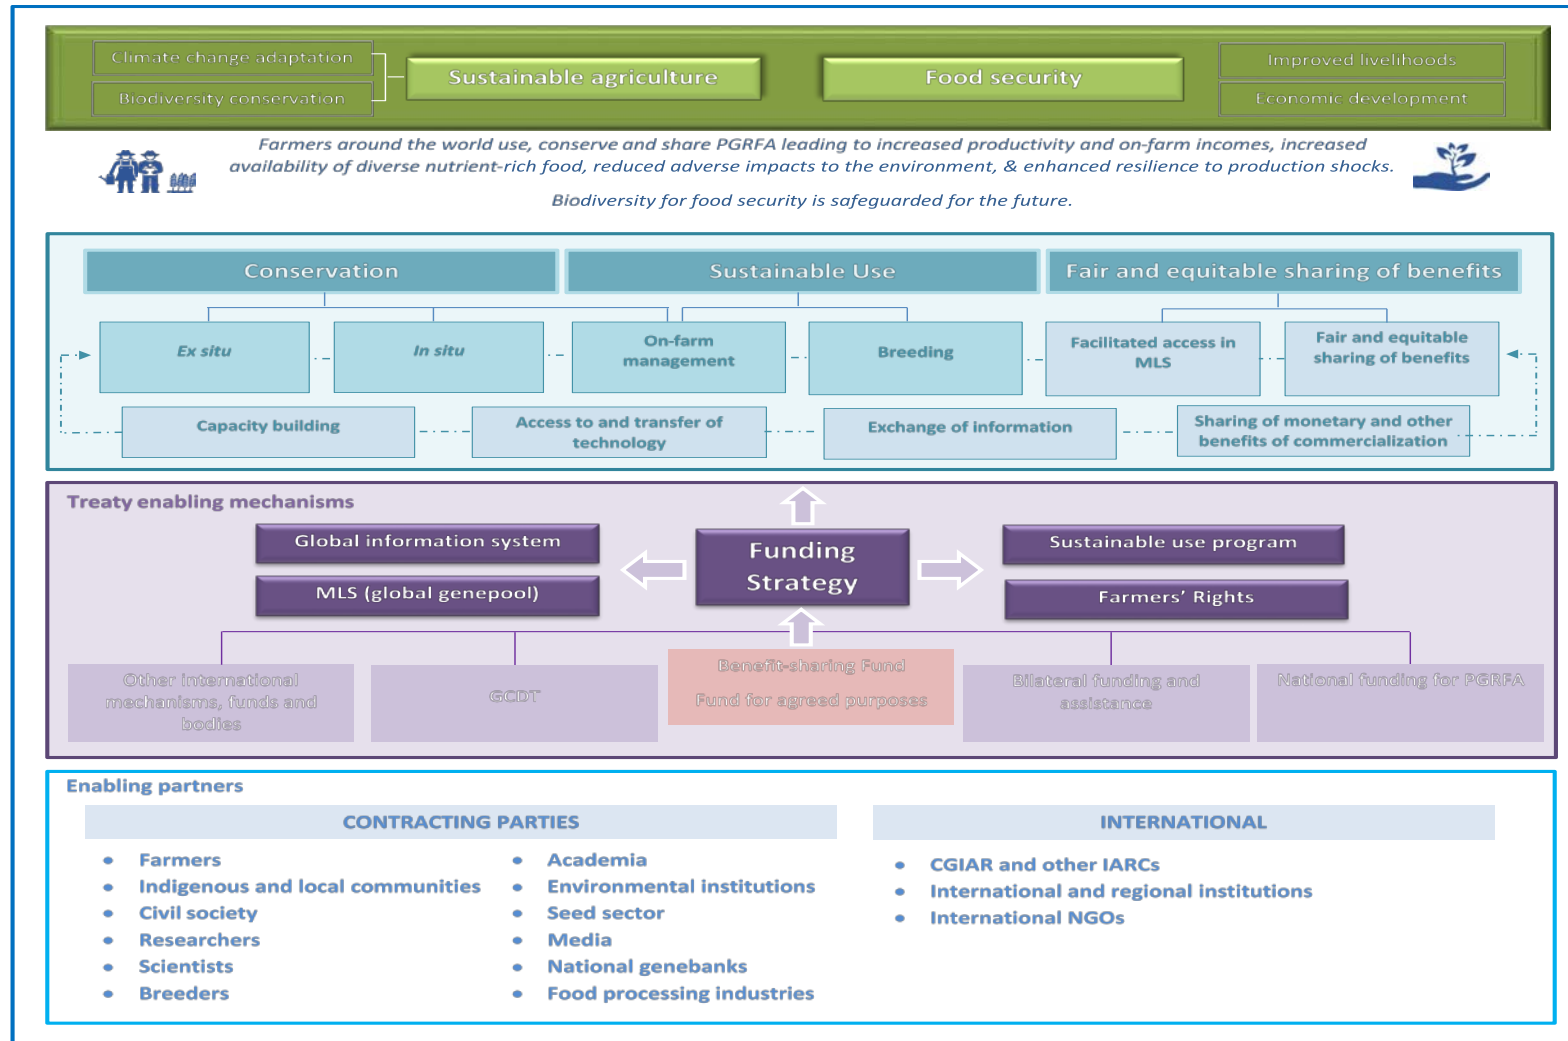 Climate change adaptation
Biodiversity conservation
Sustainable agriculture
Food security
Improved livelihoods
Economic development
Farmers around the world use, conserve and share PGRFA leading to increased productivity and on-farm incomes, increased
availability of diverse nutrient-rich food, reduced adverse impacts to the environment, & enhanced resilience to production shocks.
Biodiversity for food security is safeguarded for the future.
Conservation
Sustainable Use
Fair and equitable sharing of benefits
Ex situ
In situ
On-farm
management
Breeding
Facilitated access in
MLS
Fair and equitable
sharing of benefits
Capacity building
Access to and transfer of
technology
Exchange of information
Sharing of monetary and other
benefits of commercialization
Treaty enabling mechanisms
Global information system
MLS (global genepool)
Funding
Strategy
Sustainable use program
Farmers’ Rights
Other international
mechanisms, funds and
bodies
GCDT
Benefit-sharing Fund
Fund for agreed purposes
Bilateral funding and
assistance
National funding for PGRFA
Enabling partners
CONTRACTING PARTIES
• Farmers
• Indigenous and local communities
• Civil society
• Researchers
• Scientists
• Breeders
• Academia
• Environmental institutions
• Seed sector
• Media
• National genebanks
• Food processing industries
INTERNATIONAL
• CGIAR and other IARCs
• International and regional institutions
• International NGOs